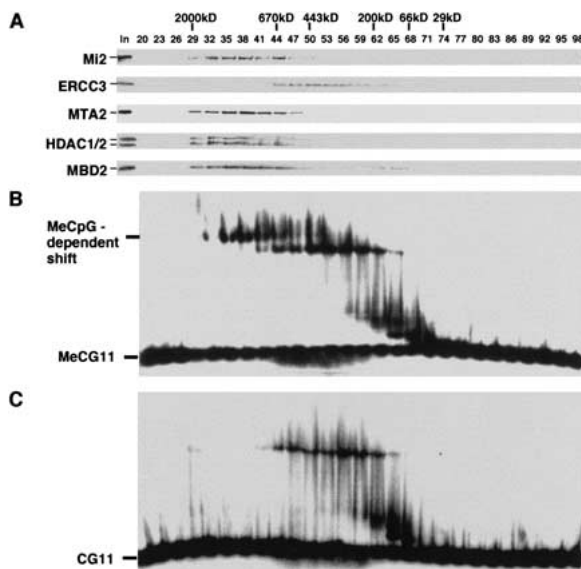 A
2000kD 670kD 443kD 200kD 66kD 29kD
In 20 23 26 29 32 35 38 41 44 47 50 53 56 59 62 65 68 71 74 77 80 83 86 89 92 95 98
Mi2
ERCC3
MTA2
HDAC1/2
MBD2
B
MeCpG -
dependent
shift
MeCG11
C
CG11